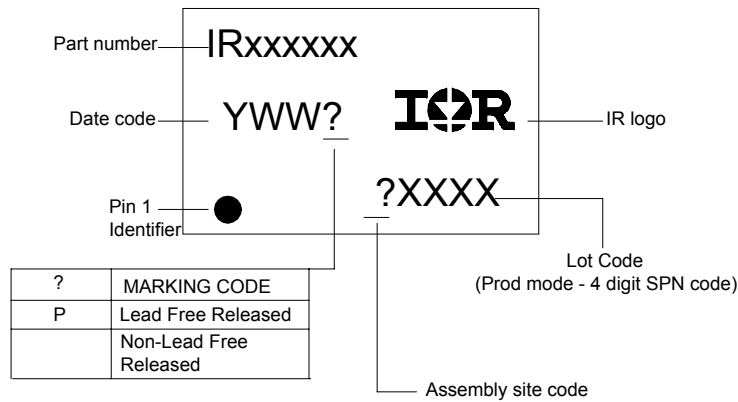 Part number
IRxxxxxx
Date code
YWW?
IOR
IR logo
?XXXX
Pin 1
Identifier
Lot Code
(Prod mode - 4 digit SPN code)
? MARKING CODE
P Lead Free Released
Non-Lead Free
Released
Assembly site code